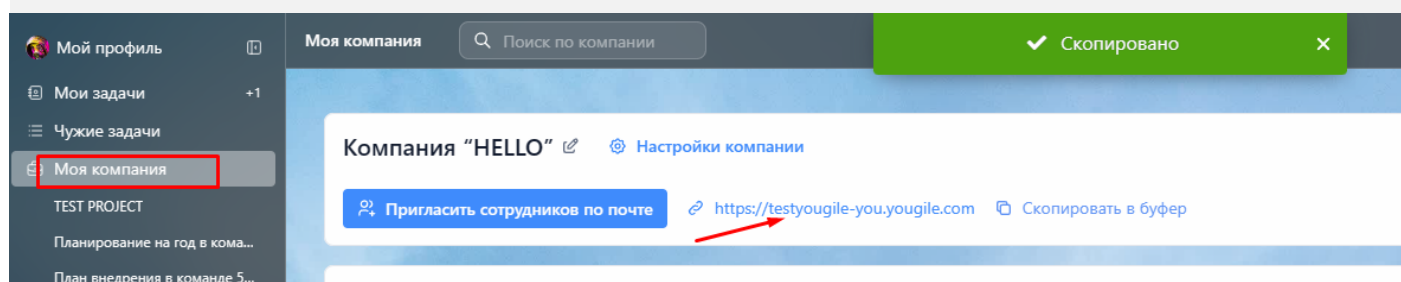 Мой профиль
Мои задачи +1
Чужие задачи
Моя компания
TEST PROJECT
Планирование на год в кома...
План внедрения в команде 5...
Моя компания
Поиск по компании
Скопировано
Компания “HELLO”
Настройки компании
Пригласить сотрудников по почте
https://testyougile-you.yougile.com
Скопировать в буфер